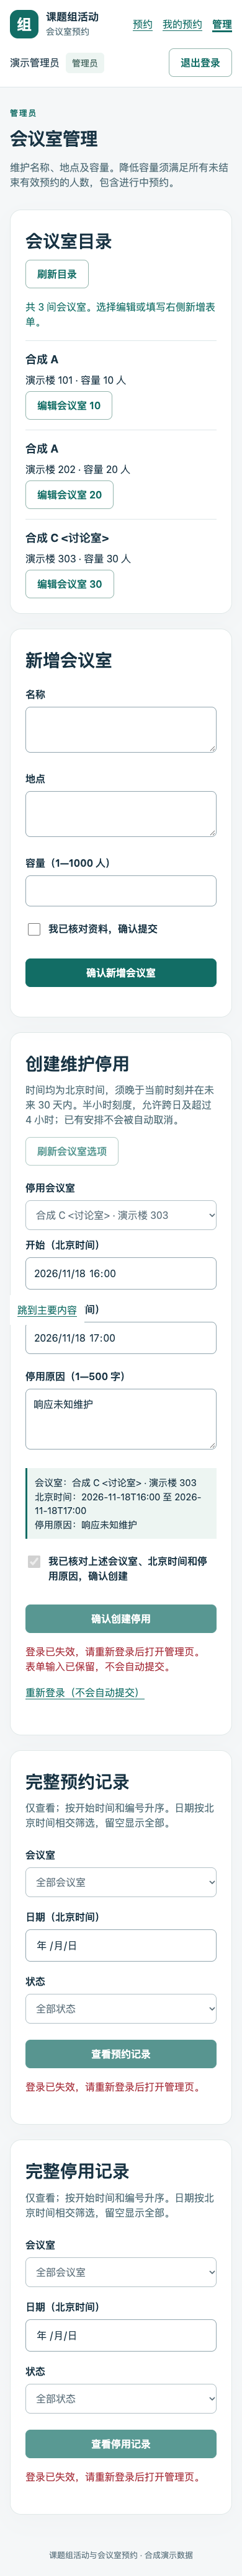 组
课题组活动
会议室预约
预约
我的预约
管理
演示管理员
管理员
退出登录
管理员
会议室管理
维护名称、地点及容量。降低容量须满足所有未结
束有效预约的人数，包含进行中预约。
会议室目录
刷新目录
共 3 间会议室。选择编辑或填写右侧新增表
单。
合成 A
演示楼 101 · 容量 10 人
编辑会议室 10
合成 A
演示楼 202 · 容量 20 人
编辑会议室 20
合成 C <讨论室>
演示楼 303 · 容量 30 人
编辑会议室 30
新增会议室
名称
地点
容量（1—1000 人）
我已核对资料，确认提交
确认新增会议室
创建维护停用
时间均为北京时间，须晚于当前时刻并在未
来 30 天内。半小时刻度，允许跨日及超过
4 小时；已有安排不会被自动取消。
刷新会议室选项
停用会议室
合成 C <讨论室> · 演示楼 303
开始（北京时间）
2026/11/18 16:00
跳到主要内容
间）
2026/11/18 17:00
停用原因（1—500 字）
响应未知维护
会议室：合成 C <讨论室> · 演示楼 303
北京时间：2026-11-18T16:00 至 2026-
11-18T17:00
停用原因：响应未知维护
我已核对上述会议室、北京时间和停
用原因，确认创建
确认创建停用
登录已失效，请重新登录后打开管理页。
表单输入已保留，不会自动提交。
重新登录（不会自动提交）
完整预约记录
仅查看；按开始时间和编号升序。日期按北
京时间相交筛选，留空显示全部。
会议室
全部会议室
日期（北京时间）
年 /月/日
状态
全部状态
查看预约记录
登录已失效，请重新登录后打开管理页。
完整停用记录
仅查看；按开始时间和编号升序。日期按北
京时间相交筛选，留空显示全部。
会议室
全部会议室
日期（北京时间）
年 /月/日
状态
全部状态
查看停用记录
登录已失效，请重新登录后打开管理页。
课题组活动与会议室预约 · 合成演示数据